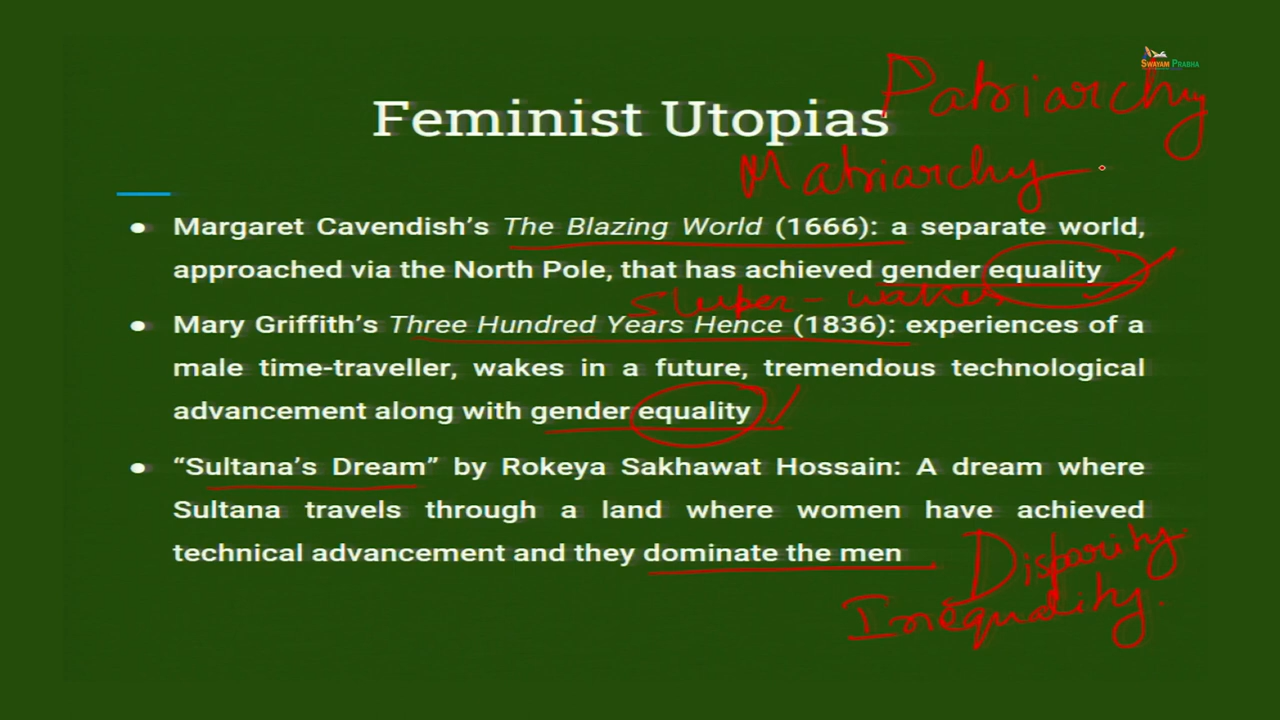 SWAYAM PRABHA
Patriarchy
Feminist Utopias
Matriarchy
● Margaret Cavendish's The Blazing World (1666): a separate world,
approached via the North Pole, that has achieved gender equality
Sleeper - wakes
● Mary Griffith's Three Hundred Years Hence (1836): experiences of a
male time-traveller, wakes in a future, tremendous technological
advancement along with gender equality
● “Sultana's Dream” by Rokeya Sakhawat Hossain: A dream where
Sultana travels through a land where women have achieved
technical advancement and they dominate the men
Disparity
Inequality.